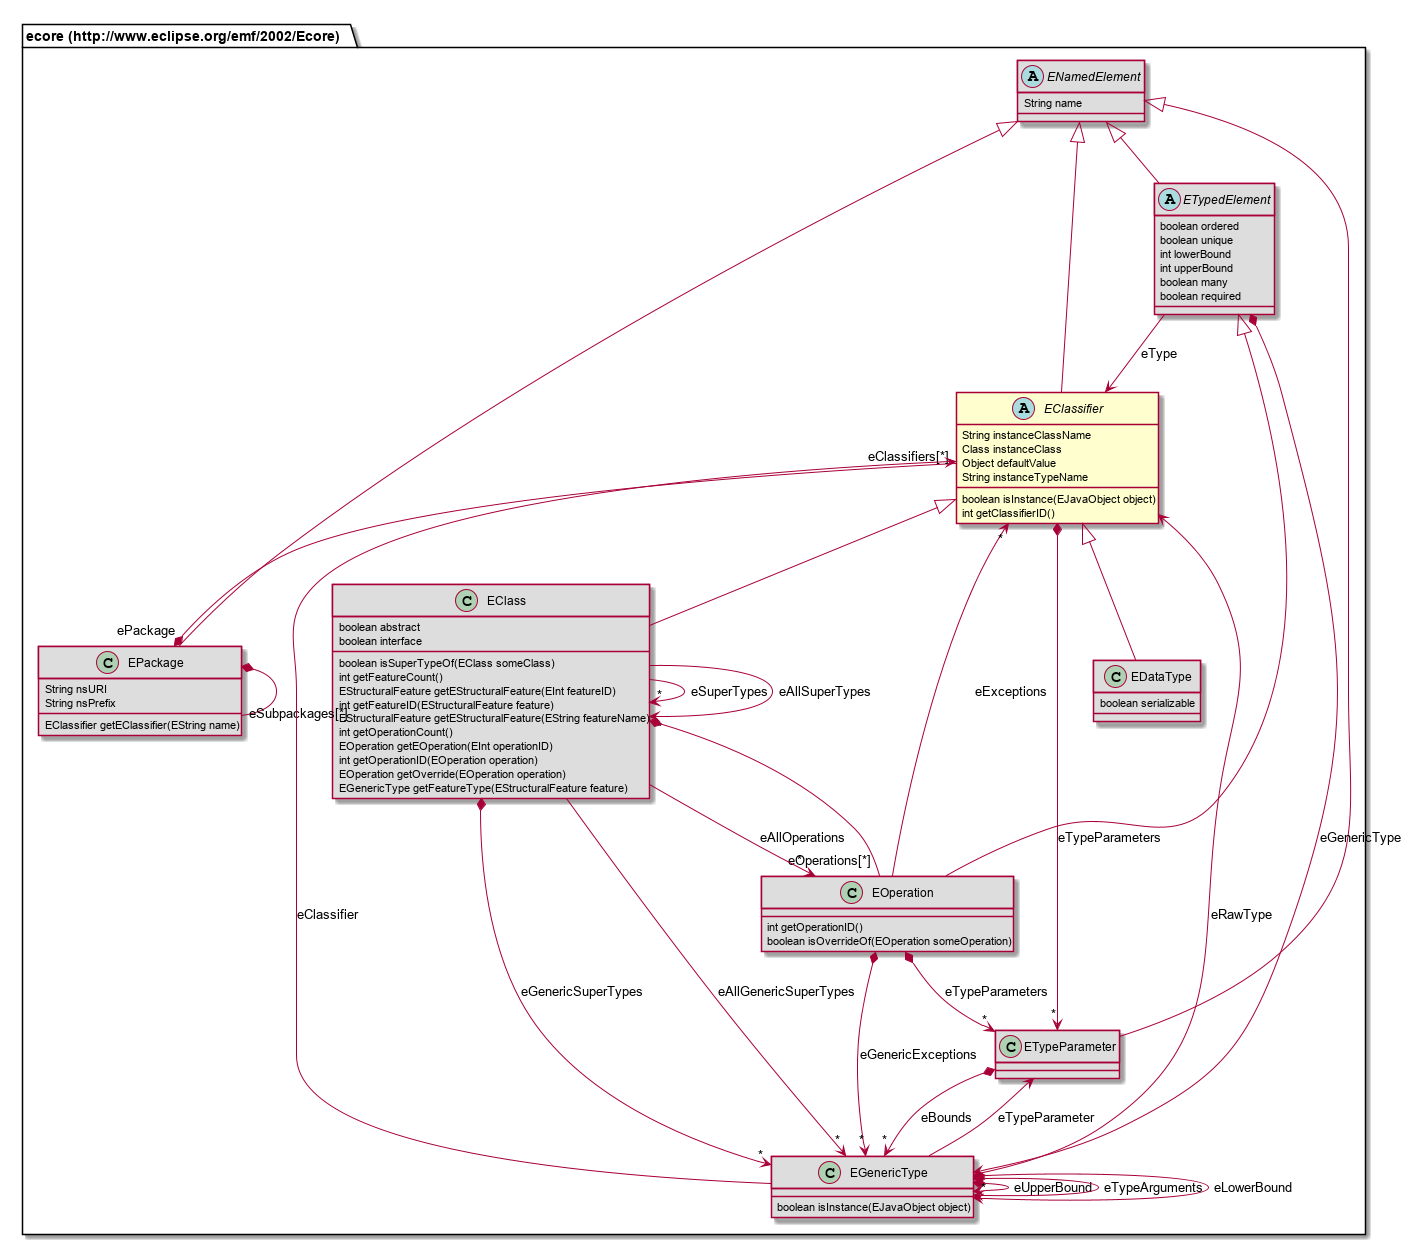 ecore (http://www.eclipse.org/emf/2002/Ecore)
A ENamedElement
String name
A ETypedElement
boolean ordered
boolean unique
int lowerBound
int upperBound
boolean many
boolean required
eType
A EClassifier
String instanceClassName
Class instanceClass
Object defaultValue
String instanceTypeName
boolean isInstance(EJavaObject object)
int getClassifierID()
eClassifiers[*]
*
C EClass
boolean abstract
boolean interface
boolean isSuperTypeOf(EClass someClass)
int getFeatureCount()
EStructuralFeature getEStructuralFeature(EInt featureID)
int getFeatureID(EStructuralFeature feature)
EStructuralFeature getEStructuralFeature(EString featureName)
int getOperationCount()
EOperation getEOperation(EInt operationID)
int getOperationID(EOperation operation)
EOperation getOverride(EOperation operation)
EGenericType getFeatureType(EStructuralFeature feature)
ePackage
C EPackage
String nsURI
String nsPrefix
EClassifier getEClassifier(EString name)
eSubpackages[*]
*
eSuperTypes
eAllSuperTypes
eExceptions
C EDataType
boolean serializable
eAllOperations
*
eOperations[*]
eTypeParameters
eGenericType
C EOperation
int getOperationID()
boolean isOverrideOf(EOperation someOperation)
eClassifier
eRawType
eGenericSuperTypes
eAllGenericSuperTypes
eTypeParameters
*
*
C ETypeParameter
eGenericExceptions
eBounds
eTypeParameter
*
*
*
*
*
C EGenericType
boolean isInstance(EJavaObject object)
*
eUpperBound
eTypeArguments
eLowerBound